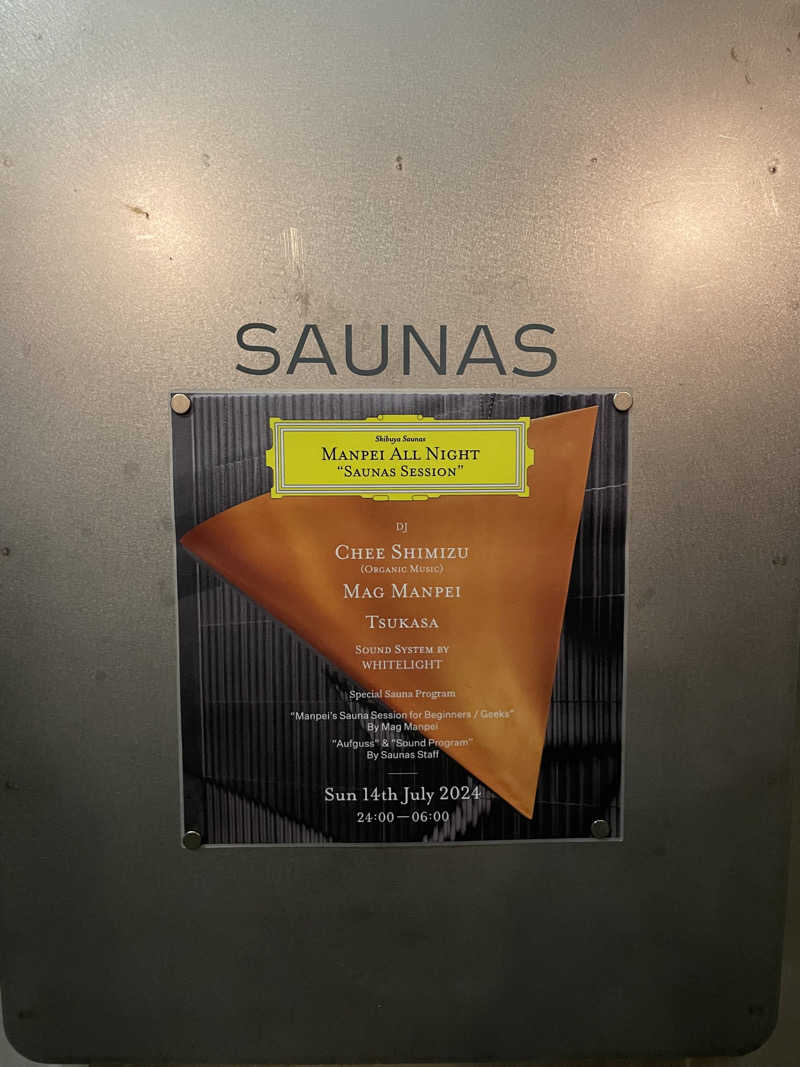 SAUNAS
Shibuya Saunas
Manpei All Night
“Saunas Session”
DJ
Chee Shimizu
(Organic Music)
Mag Manpei
Tsukasa
Sound System by
WHITELIGHT
Special Sauna Program
“Manpei's Sauna Session for Beginners / Geeks”
By Mag Manpei
“Aufguss” & “Sound Program”
By Saunas Staff
Sun 14th July 2024
24:00—06:00